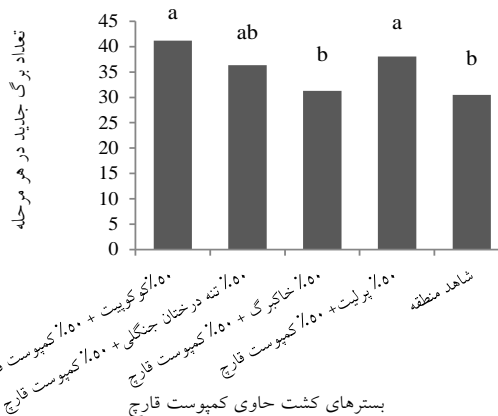 تعداد برگ جدید در هر مرحله
45
40
35
30
25
20
15
10
5
0
a
ab
b
a
b
۵۰٪کوکوپیت + ۵۰٪ کمپوست
۵۰٪ تنه درختان جنگلی+ ۵۰٪ کمپوست قارچ
۵۰٪ خاکبرگ + ۵۰٪ کمپوست قارچ
۵۰٪ پرلیت+ ۵۰٪ کمپوست قارچ
شاهد منطقه
بسترهای کشت حاوی کمپوست قارچ